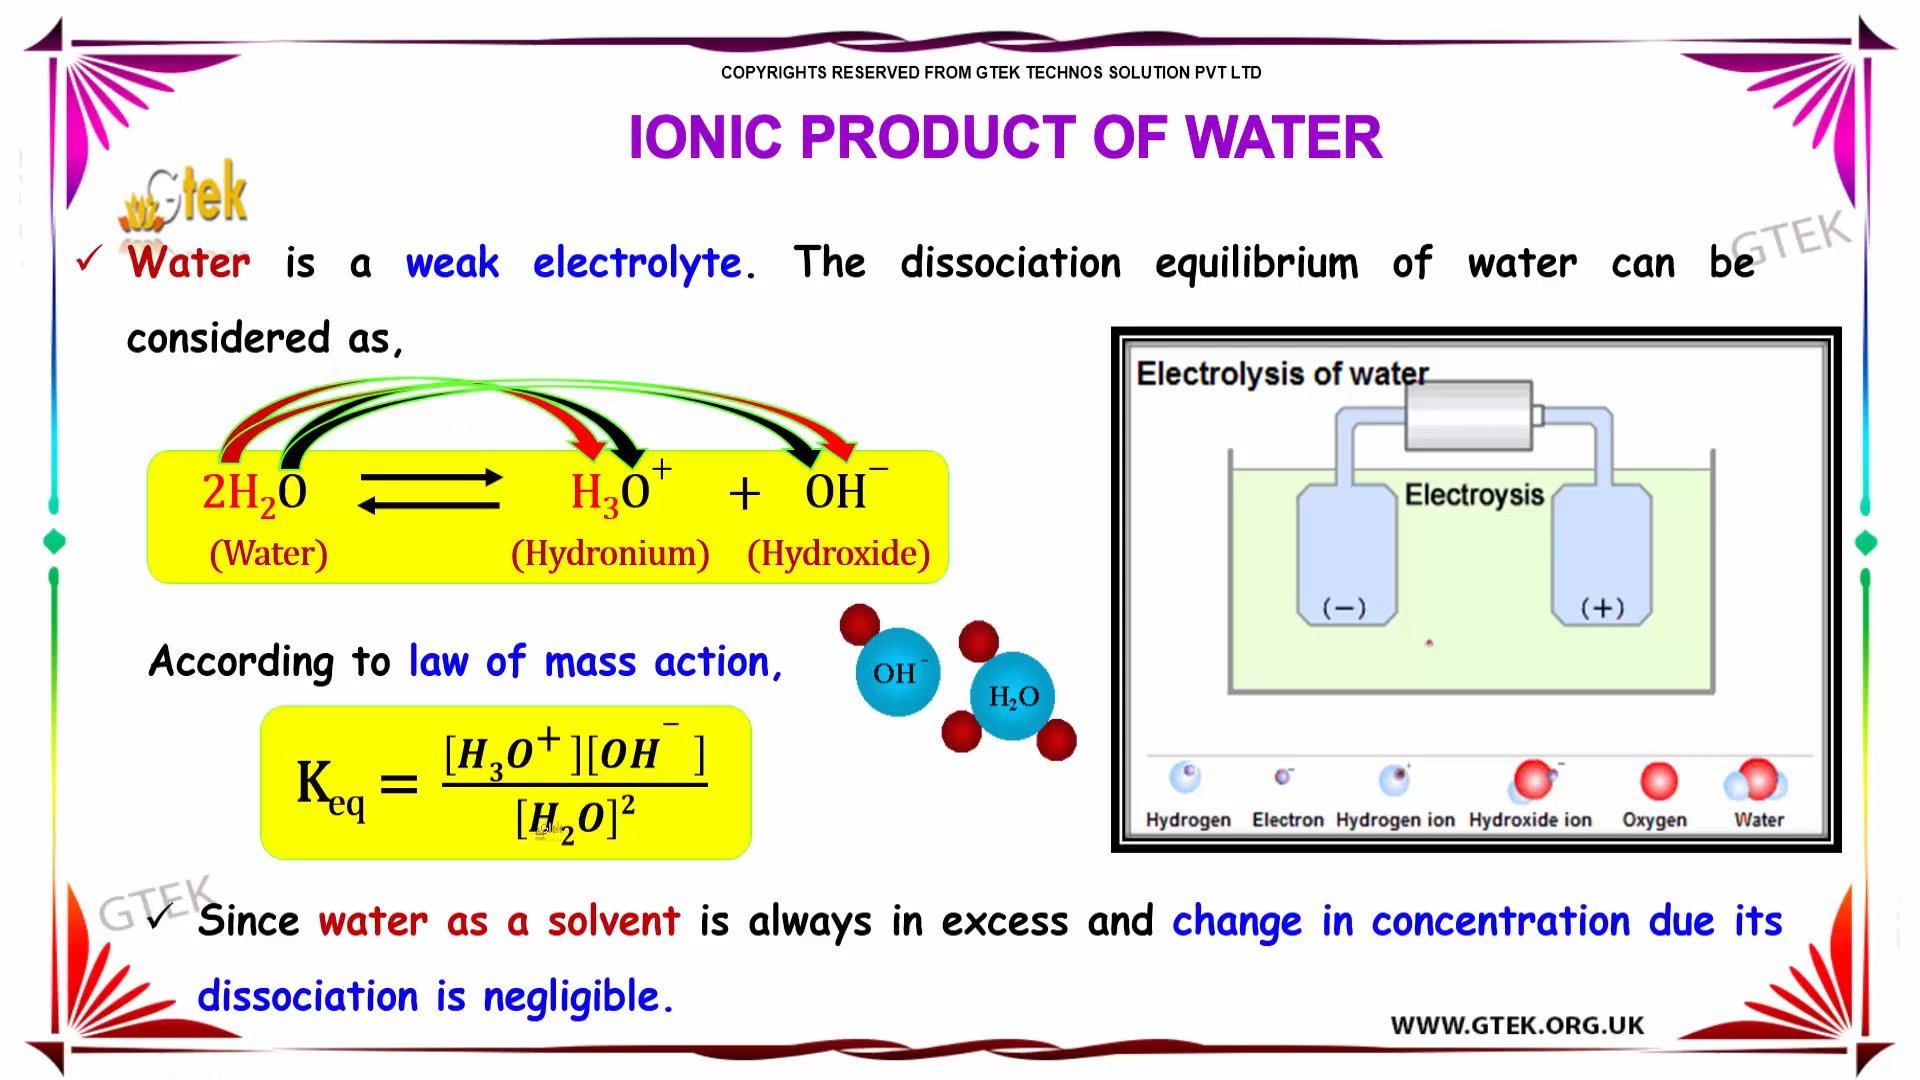 COPYRIGHTS RESERVED FROM GTEK TECHNOS SOLUTION PVT LTD
IONIC PRODUCT OF WATER
Gtek
GTEK
✓ Water is a weak electrolyte. The dissociation equilibrium of water can be
considered as,
2H₂O ⇌ H₃O⁺ + OH⁻
(Water) (Hydronium) (Hydroxide)
According to law of mass action,
OH⁻
H₂O
K_eq = [H₃O⁺][OH⁻] / [H₂O]²
Electrolysis of water
Electroysis
(−) (+)
Hydrogen Electron Hydrogen ion Hydroxide ion Oxygen Water
GTEK
✓ Since water as a solvent is always in excess and change in concentration due its
dissociation is negligible.
WWW.GTEK.ORG.UK